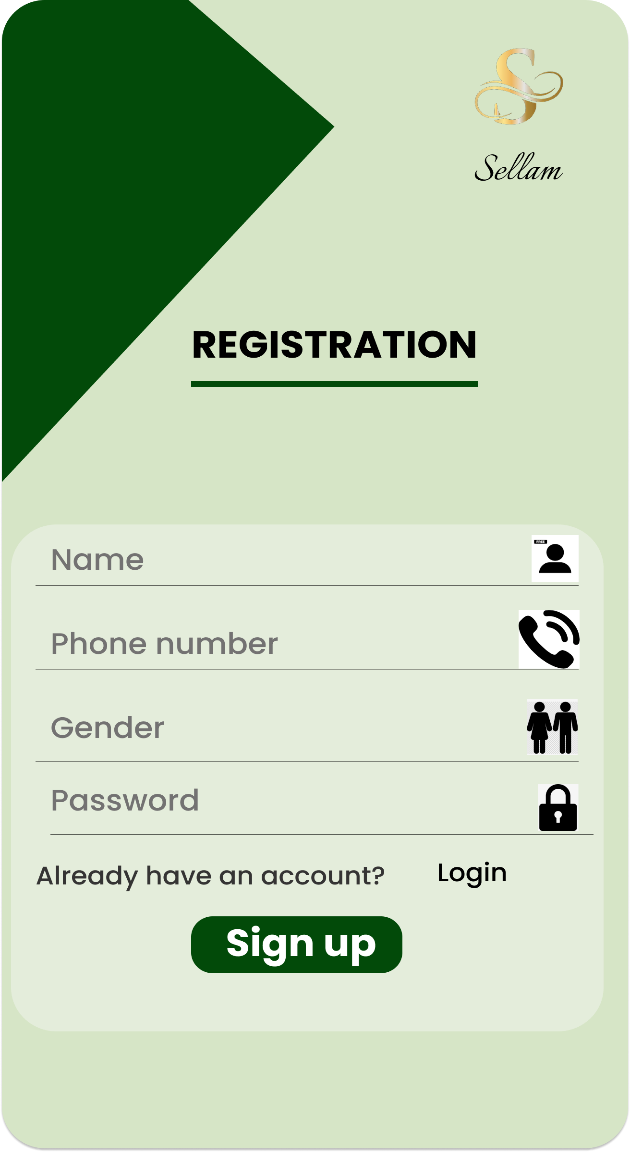 S
Sellam
REGISTRATION
Name
Phone number
Gender
Password
Already have an account? Login
Sign up